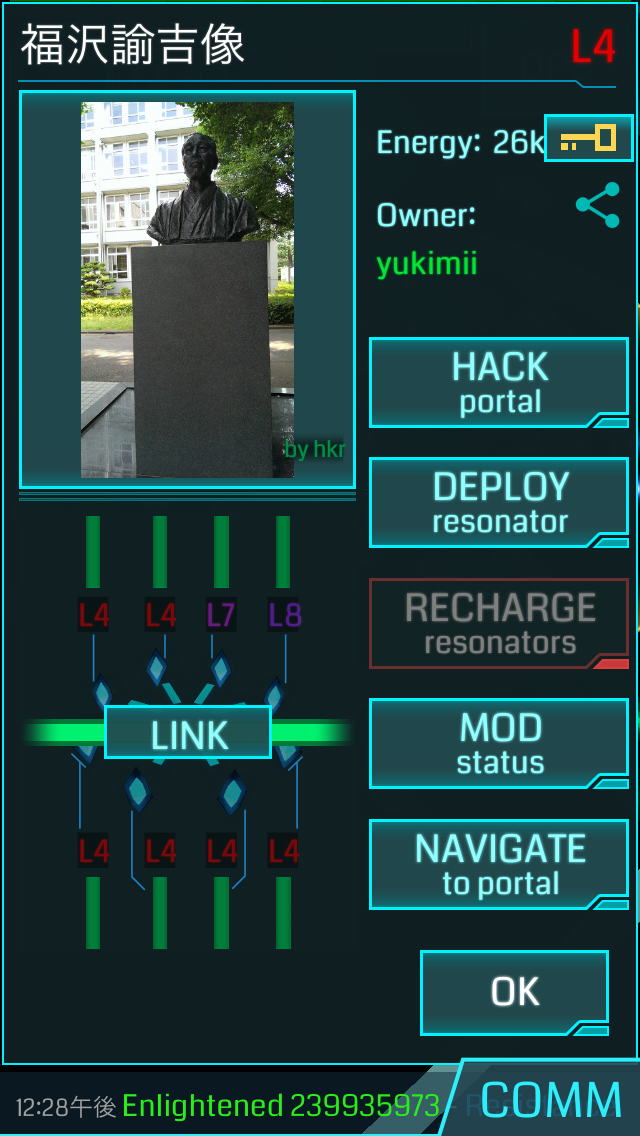 福沢諭吉像
L4
Energy: 26k
Owner:
yukimii
by hkr
HACK
portal
DEPLOY
resonator
RECHARGE
resonators
MOD
status
NAVIGATE
to portal
L4 L4 L7 L8
LINK
L4 L4 L4 L4
OK
12:28午後 Enlightened 239935973 -
COMM